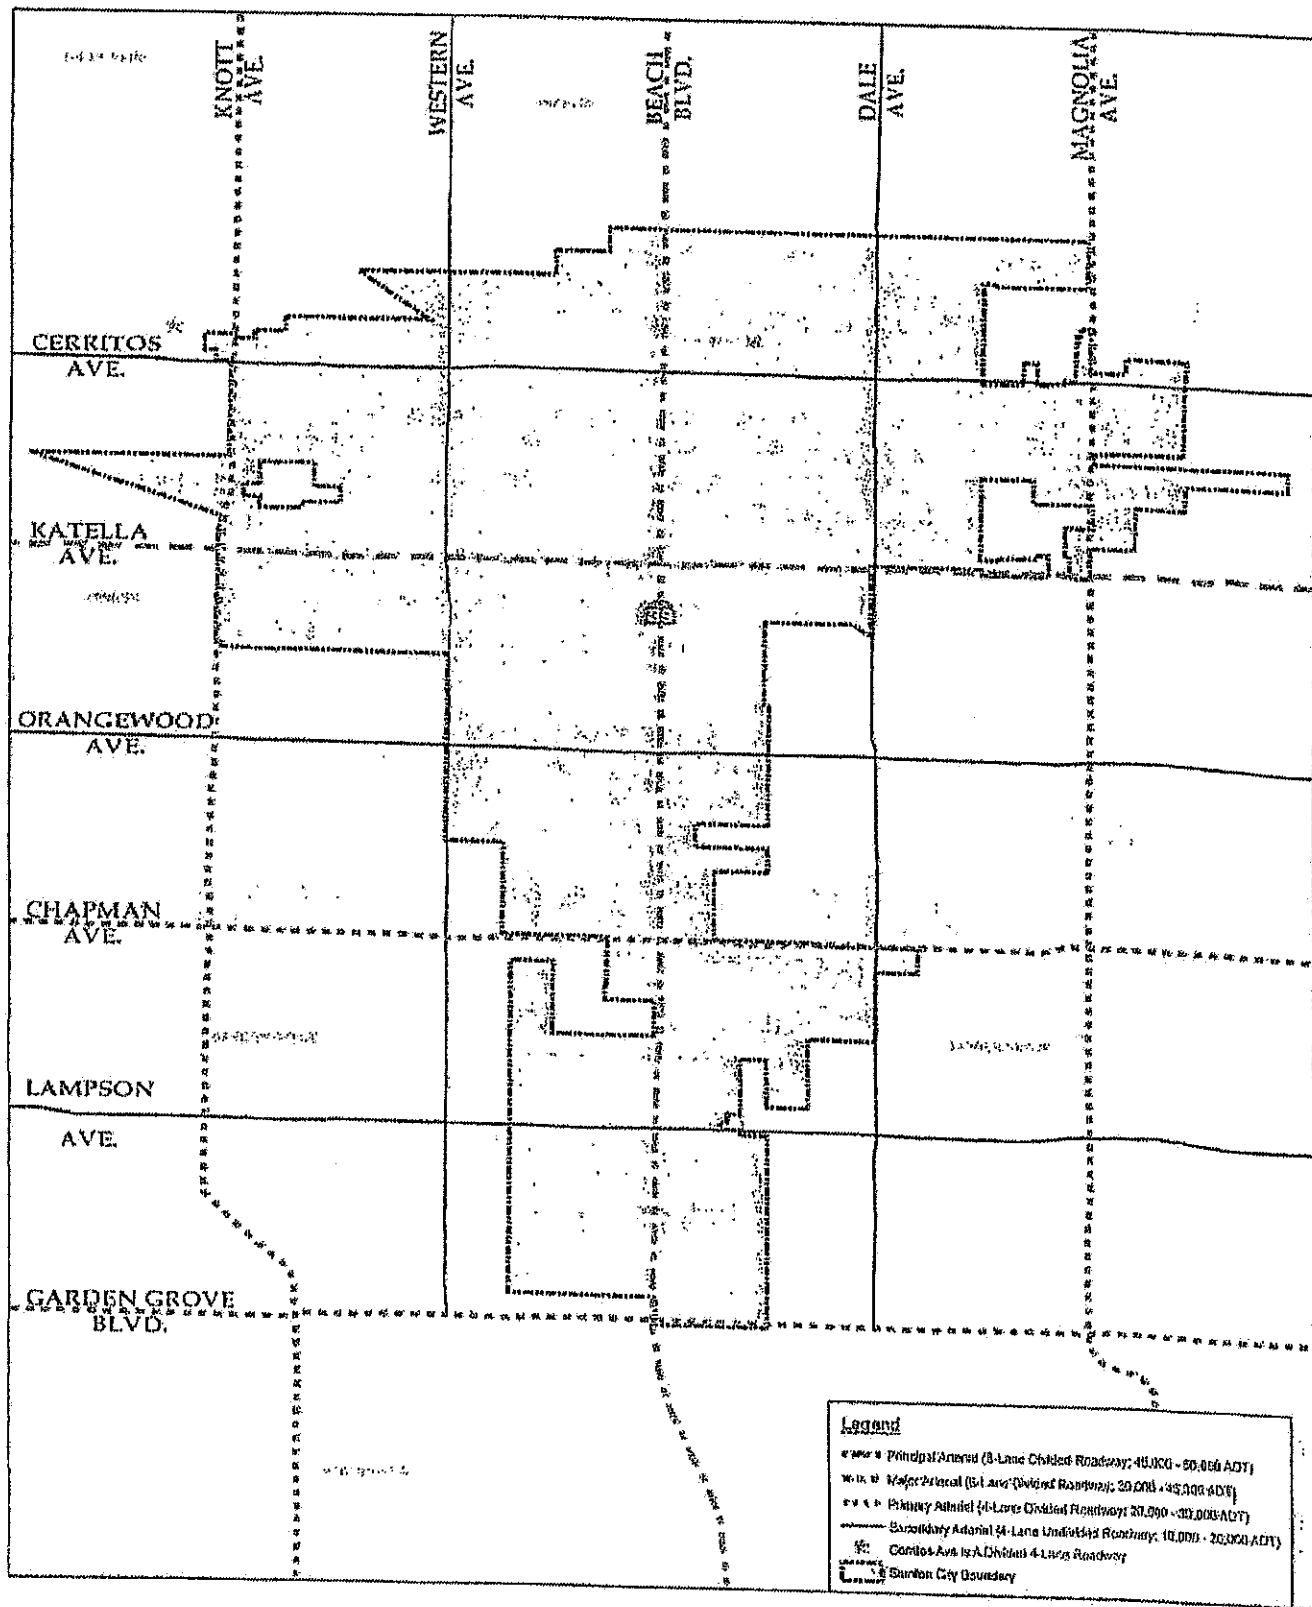 KNOTT
AVE.
WESTERN
AVE.
BEACH
BLVD.
DALE
AVE.
MAGNOLIA
AVE.
CERRITOS
AVE.
KATELLA
AVE.
ORANGEWOOD
AVE.
CHAPMAN
AVE.
LAMPSON
AVE.
GARDEN GROVE
BLVD.
Legend
Principal Arterial (8-Lane Divided Roadway; 45,000 - 60,000 ADT)
Major Arterial (6-Lane Divided Roadway; 30,000 - 45,000 ADT)
Primary Arterial (4-Lane Divided Roadway; 20,000 - 30,000 ADT)
Secondary Arterial (4-Lane Undivided Roadway; 10,000 - 20,000 ADT)
Cerritos Ave is A Divided 4-Lane Roadway
Stanton City Boundary